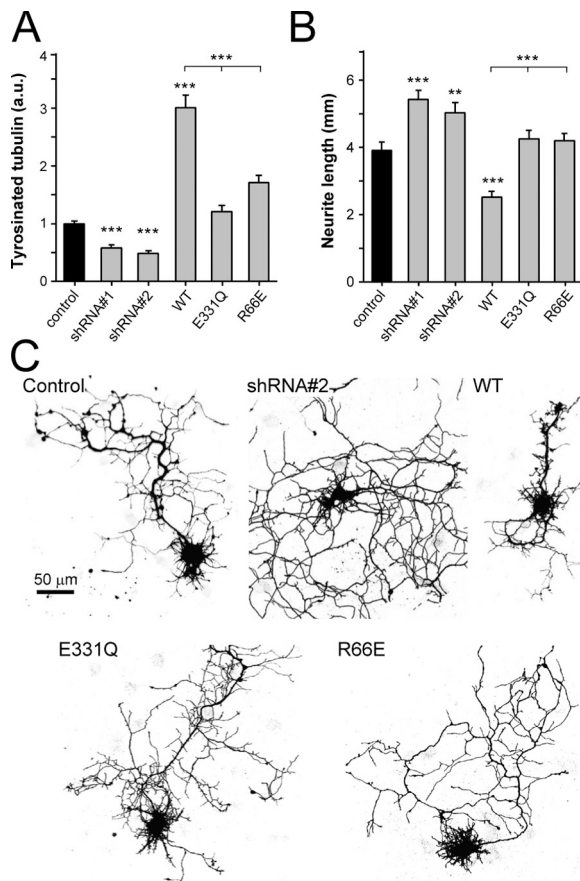 A
Tyrosinated tubulin (a.u.)
4
3
2
1
0
***
***
***
***
control
shRNA#1
shRNA#2
WT
E331Q
R66E
B
Neurite length (mm)
6
4
2
0
***
**
***
***
control
shRNA#1
shRNA#2
WT
E331Q
R66E
C
Control
shRNA#2
WT
50 μm
E331Q
R66E